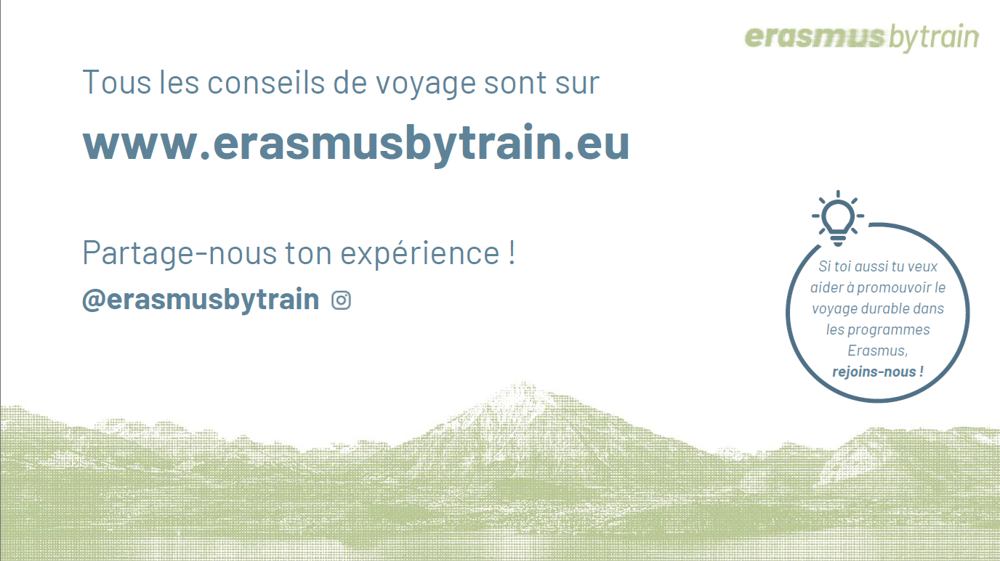 erasmusbytrain
Tous les conseils de voyage sont sur
www.erasmusbytrain.eu
Partage-nous ton expérience !
@erasmusbytrain
Si toi aussi tu veux
aider à promouvoir le
voyage durable dans
les programmes
Erasmus,
rejoins-nous !